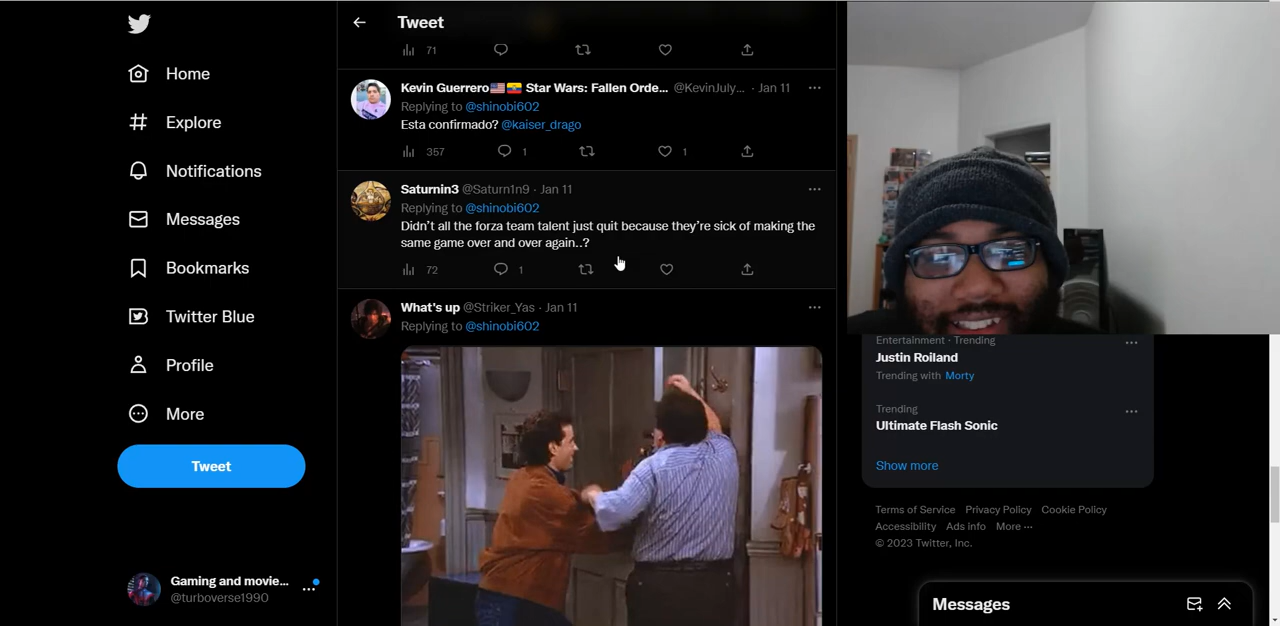 Home
Explore
Notifications
Messages
Bookmarks
Twitter Blue
Profile
More
Tweet
Gaming and movie...
@turboverse1990
Tweet
71
Kevin Guerrero🇺🇸🇪🇨 Star Wars: Fallen Orde... @KevinJuly... · Jan 11
Replying to @shinobi602
Esta confirmado? @kaiser_drago
357 1 1
Saturnin3 @Saturn1n9 · Jan 11
Replying to @shinobi602
Didn't all the forza team talent just quit because they're sick of making the
same game over and over again..?
72 1
What's up @Striker_Yas · Jan 11
Replying to @shinobi602
Entertainment · Trending
Justin Roiland
Trending with Morty
Trending
Ultimate Flash Sonic
Show more
Terms of Service Privacy Policy Cookie Policy
Accessibility Ads info More ···
© 2023 Twitter, Inc.
Messages